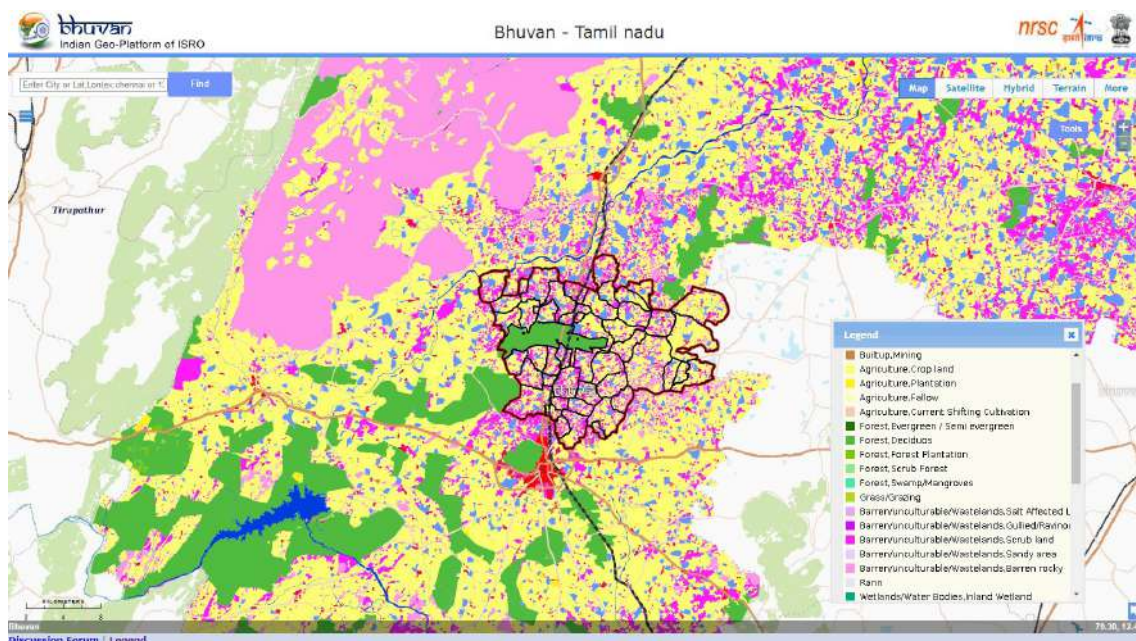 bhuvan
Indian Geo-Platform of ISRO
Bhuvan - Tamil nadu
nrsc
Find
Map Satellite Hybrid Terrain More
Tools
Tirupathur
Legend
Builtup,Mining
Agriculture,Crop land
Agriculture,Plantation
Agriculture,Fallow
Agriculture,Current Shifting Cultivation
Forest,Evergreen / Semi evergreen
Forest,Deciduos
Forest,Forest Plantation
Forest,Scrub Forest
Forest,Swamp/Mangroves
Grass/Grazing
Barren/unculturable/Wastelands,Salt Affected L
Barren/unculturable/Wastelands,Gullied/Ravino
Barren/unculturable/Wastelands,Scrub land
Barren/unculturable/Wastelands,Sandy area
Barren/unculturable/Wastelands,Barren rocky
Rann
Wetlands/Water Bodies,Inland Wetland
Bhuvan
Discussion Forum | Legend